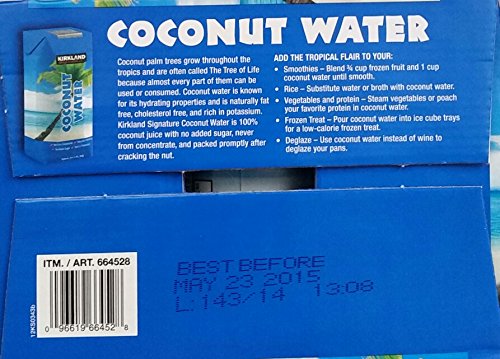 COCONUT WATER
KIRKLAND
COCONUT
WATER
Coconut palm trees grow throughout the
tropics and are often called The Tree of Life
because almost every part of them can be
used or consumed. Coconut water is known
for its hydrating properties and is naturally fat
free, cholesterol free, and rich in potassium.
Kirkland Signature Coconut Water is 100%
coconut juice with no added sugar, never
from concentrate, and packed promptly after
cracking the nut.
ADD THE TROPICAL FLAIR TO YOUR:
• Smoothies – Blend ¾ cup frozen fruit and 1 cup
coconut water until smooth.
• Rice – Substitute water or broth with coconut water.
• Vegetables and protein – Steam vegetables or poach
your favorite protein in coconut water.
• Frozen Treat – Pour coconut water into ice cube trays
for a low-calorie frozen treat.
• Deglaze – Use coconut water instead of wine to
deglaze your pans.
ITM. / ART. 664528
0 96619 66452 8
12KS0343b
BEST BEFORE
MAY 23 2015
L:143/14 13:08